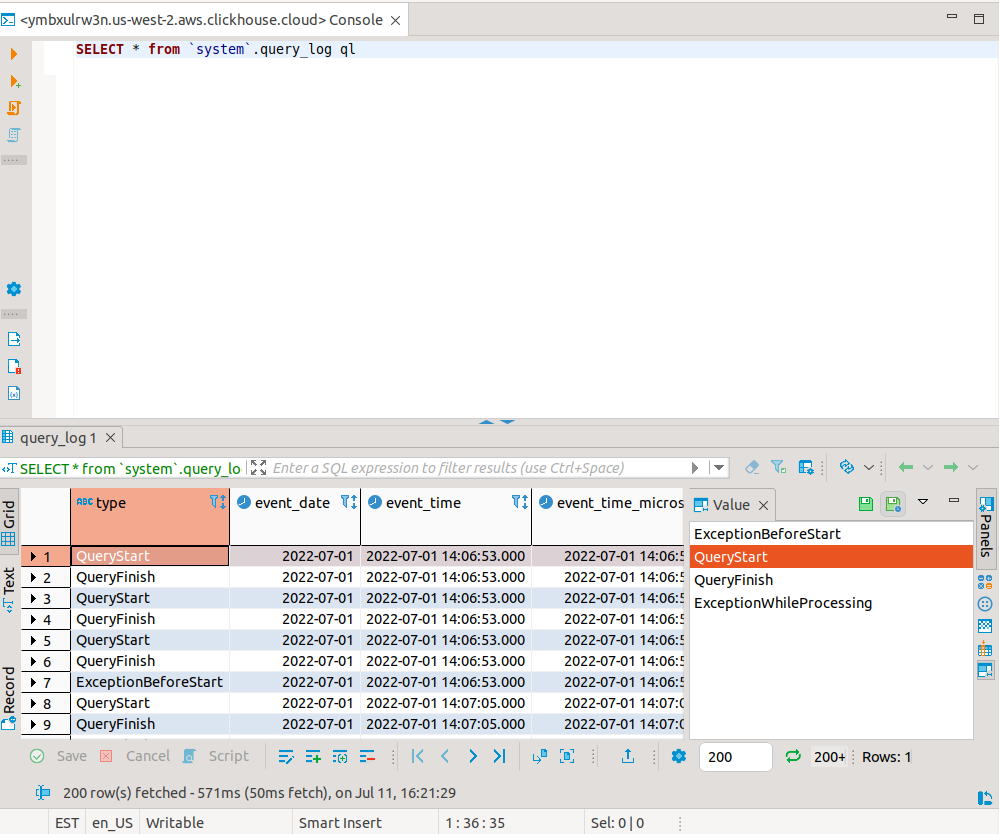 <ymbxulrw3n.us-west-2.aws.clickhouse.cloud> Console
SELECT * from `system`.query_log ql
query_log 1
SELECT * from `system`.query_lo Enter a SQL expression to filter results (use Ctrl+Space)
Grid
Text
Record
ABC type event_date event_time event_time_micros
1 QueryStart 2022-07-01 2022-07-01 14:06:53.000 2022-07-01 14:06:5
2 QueryFinish 2022-07-01 2022-07-01 14:06:53.000 2022-07-01 14:06:5
3 QueryStart 2022-07-01 2022-07-01 14:06:53.000 2022-07-01 14:06:5
4 QueryFinish 2022-07-01 2022-07-01 14:06:53.000 2022-07-01 14:06:5
5 QueryStart 2022-07-01 2022-07-01 14:06:53.000 2022-07-01 14:06:5
6 QueryFinish 2022-07-01 2022-07-01 14:06:53.000 2022-07-01 14:06:5
7 ExceptionBeforeStart 2022-07-01 2022-07-01 14:06:53.000 2022-07-01 14:06:5
8 QueryStart 2022-07-01 2022-07-01 14:07:05.000 2022-07-01 14:07:0
9 QueryFinish 2022-07-01 2022-07-01 14:07:05.000 2022-07-01 14:07:0
Value
ExceptionBeforeStart
QueryStart
QueryFinish
ExceptionWhileProcessing
Panels
Save Cancel Script 200 200+ Rows: 1
200 row(s) fetched - 571ms (50ms fetch), on Jul 11, 16:21:29
EST en_US Writable Smart Insert 1 : 36 : 35 Sel: 0 | 0